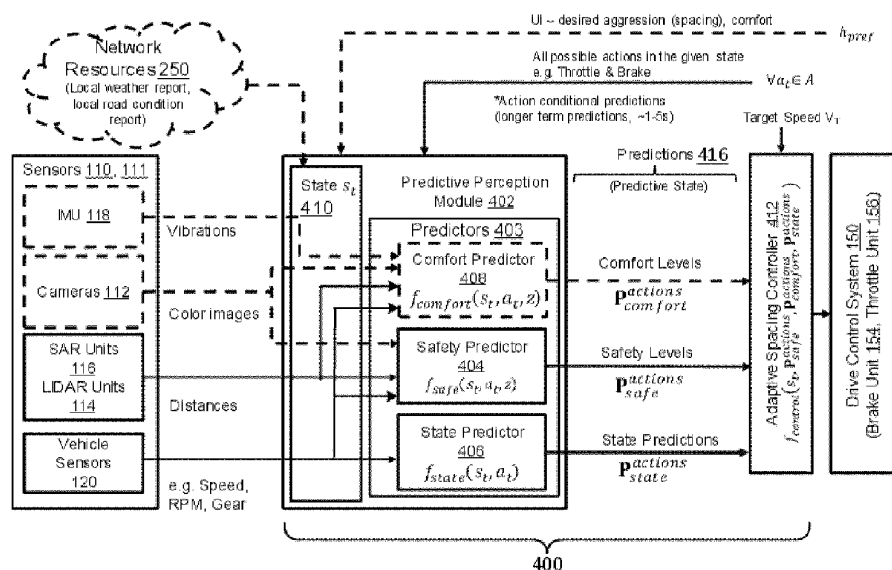 UI – desired aggression (spacing), comfort
h_pref
Network
Resources 250
(Local weather report,
local road condition
report)
All possible actions in the given state
e.g. Throttle & Brake
∀a_t ∈ A
*Action conditional predictions
(longer term predictions, ~1-5s)
Target Speed V_T
Sensors 110, 111
IMU 118
Cameras 112
SAR Units
116
LIDAR Units
114
Vehicle
Sensors
120
Vibrations
Color images
Distances
e.g. Speed,
RPM, Gear
State s_t
410
Predictive Perception
Module 402
Predictors 403
Comfort Predictor
408
f_comfort(s_t, a_t, z)
Safety Predictor
404
f_safe(s_t, a_t, z)
State Predictor
406
f_state(s_t, a_t)
Predictions 416
(Predictive State)
Comfort Levels
P^actions_comfort
Safety Levels
P^actions_safe
State Predictions
P^actions_state
Adaptive Spacing Controller 412
f_control(s_t, P^actions_safe, P^actions_comfort, P^actions_state)
Drive Control System 150
(Brake Unit 154, Throttle Unit 156)
400